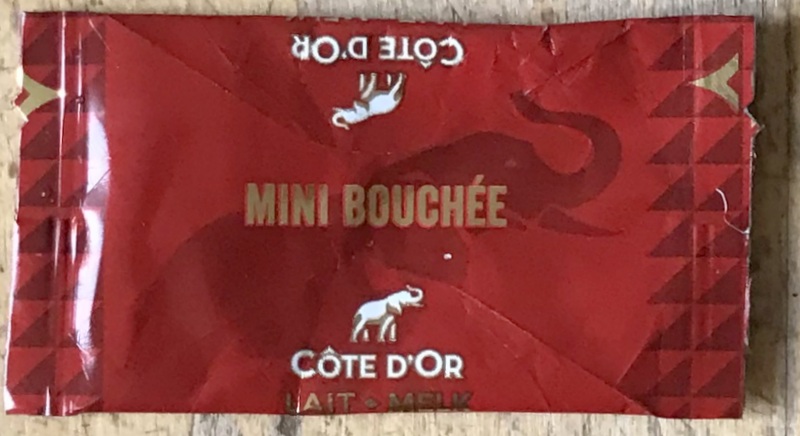 CÔTE D'OR
MINI BOUCHÉE
CÔTE D'OR
LAIT • MELK